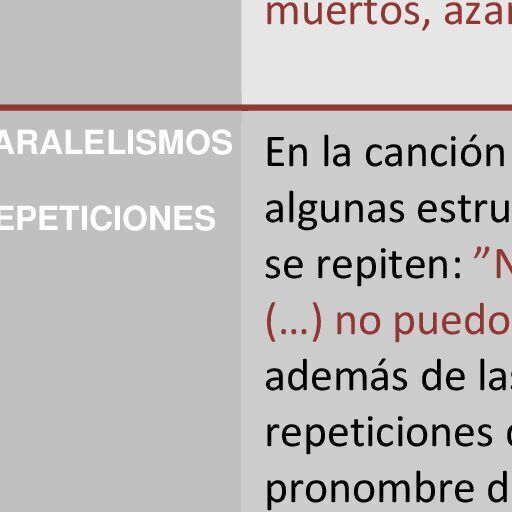 muertos, azar
ARALELISMOS
EPETICIONES
En la canción
algunas estru
se repiten: ”N
(…) no puedo
además de las
repeticiones
pronombre d